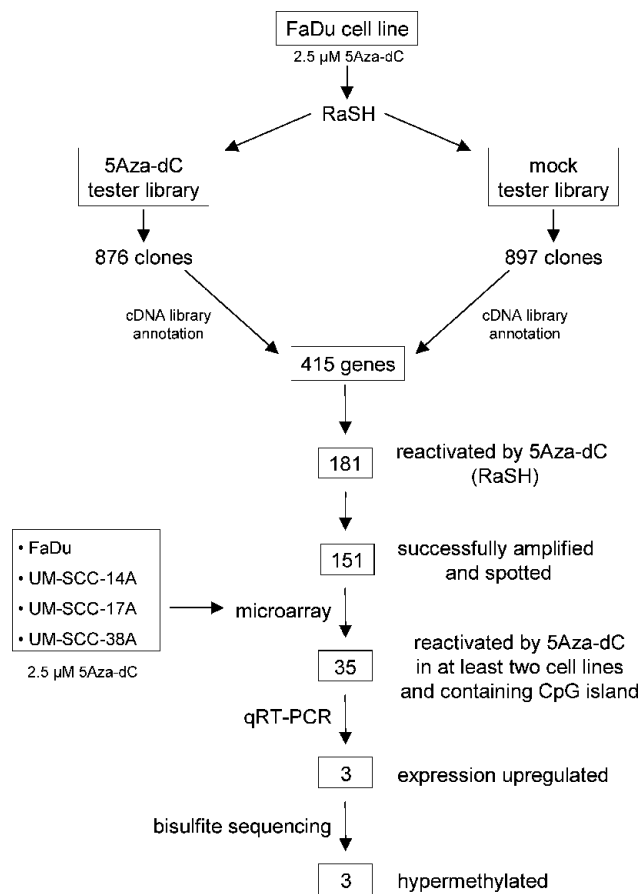 FaDu cell line
2.5 µM 5Aza-dC
RaSH
5Aza-dC
tester library
mock
tester library
876 clones
897 clones
cDNA library
annotation
cDNA library
annotation
415 genes
181
reactivated by 5Aza-dC
(RaSH)
151
successfully amplified
and spotted
• FaDu
• UM-SCC-14A
• UM-SCC-17A
• UM-SCC-38A
2.5 µM 5Aza-dC
microarray
35
reactivated by 5Aza-dC
in at least two cell lines
and containing CpG island
qRT-PCR
3
expression upregulated
bisulfite sequencing
3
hypermethylated